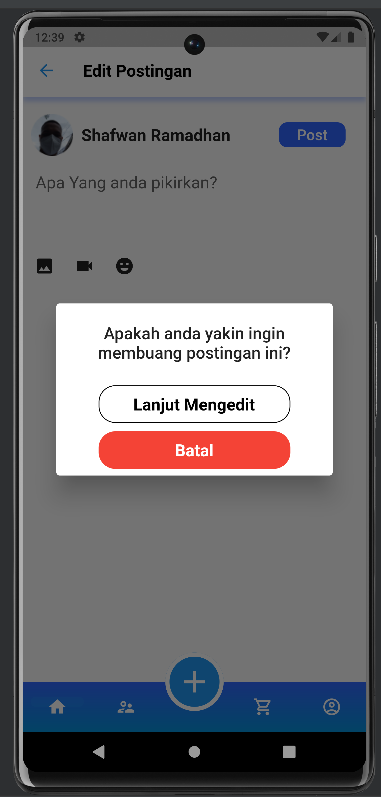 12:39
Edit Postingan
Shafwan Ramadhan
Post
Apa Yang anda pikirkan?
Apakah anda yakin ingin
membuang postingan ini?
Lanjut Mengedit
Batal